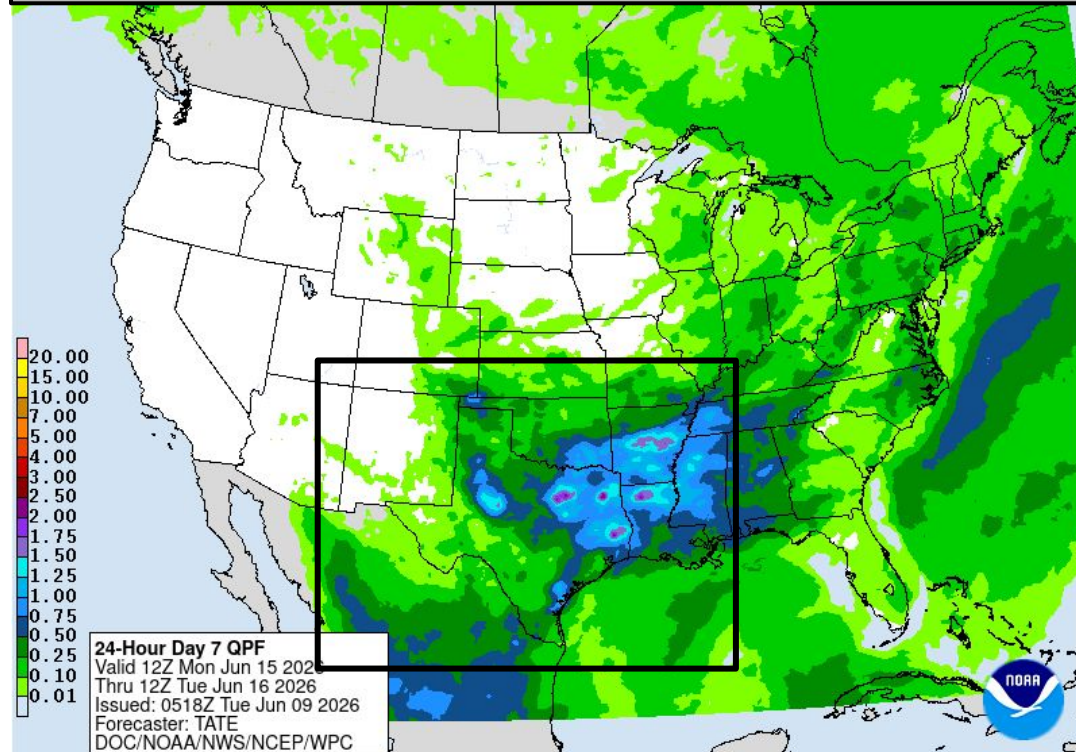 20.00
15.00
10.00
7.00
5.00
4.00
3.00
2.50
2.00
1.75
1.50
1.25
1.00
0.75
0.50
0.25
0.10
0.01
24-Hour Day 7 QPF
Valid 12Z Mon Jun 15 2026
Thru 12Z Tue Jun 16 2026
Issued: 0518Z Tue Jun 09 2026
Forecaster: TATE
DOC/NOAA/NWS/NCEP/WPC
NOAA